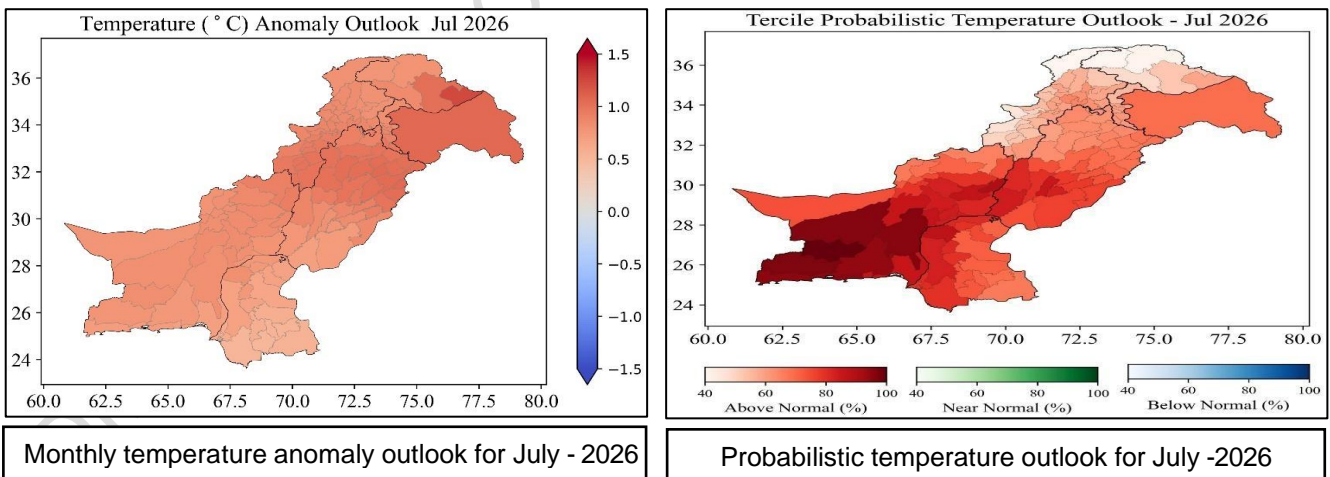 Temperature (°C) Anomaly Outlook Jul 2026
1.5
1.0
0.5
0.0
−0.5
−1.0
−1.5
36
34
32
30
28
26
24
60.0 62.5 65.0 67.5 70.0 72.5 75.0 77.5 80.0
Monthly temperature anomaly outlook for July - 2026
Tercile Probabilistic Temperature Outlook - Jul 2026
36
34
32
30
28
26
24
60.0 62.5 65.0 67.5 70.0 72.5 75.0 77.5 80.0
40 60 80 100
Above Normal (%)
40 60 80 100
Near Normal (%)
40 60 80 100
Below Normal (%)
Probabilistic temperature outlook for July -2026